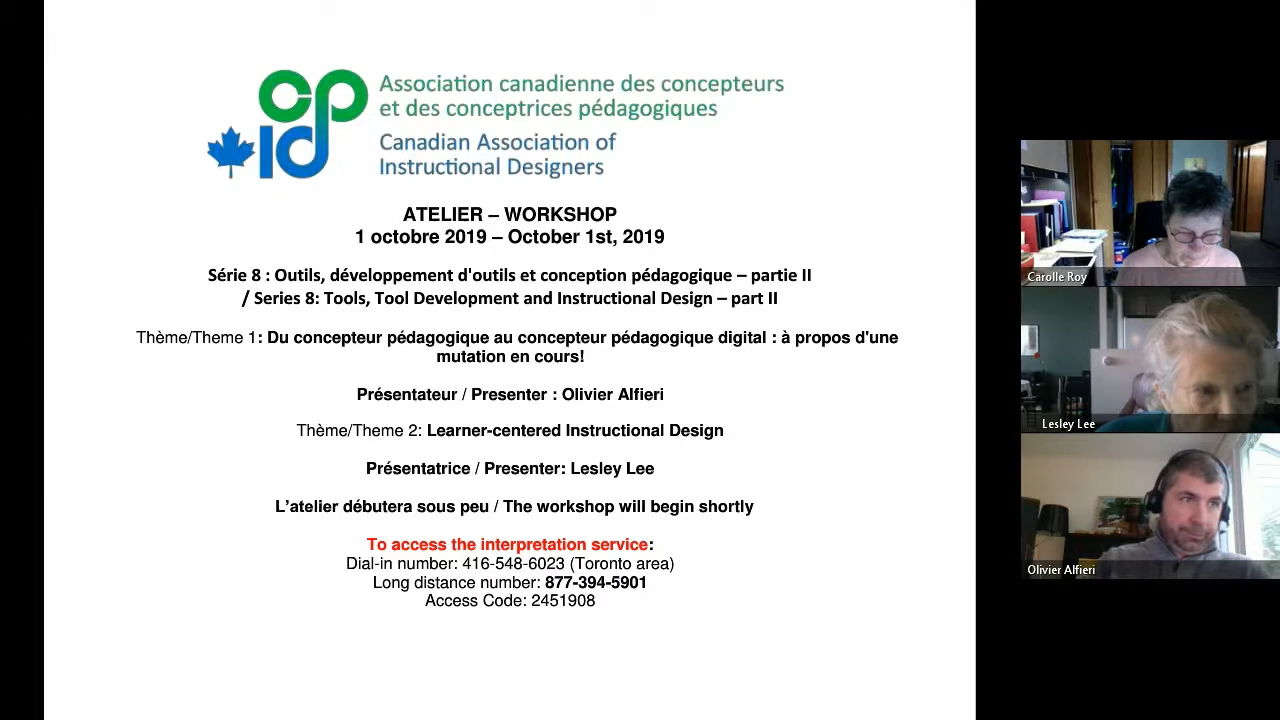 cp
id
Association canadienne des concepteurs
et des conceptrices pédagogiques
Canadian Association of
Instructional Designers
ATELIER – WORKSHOP
1 octobre 2019 – October 1st, 2019
Série 8 : Outils, développement d'outils et conception pédagogique – partie II
/ Series 8: Tools, Tool Development and Instructional Design – part II
Thème/Theme 1: Du concepteur pédagogique au concepteur pédagogique digital : à propos d'une
mutation en cours!
Présentateur / Presenter : Olivier Alfieri
Thème/Theme 2: Learner-centered Instructional Design
Présentatrice / Presenter: Lesley Lee
L’atelier débutera sous peu / The workshop will begin shortly
To access the interpretation service:
Dial-in number: 416-548-6023 (Toronto area)
Long distance number: 877-394-5901
Access Code: 2451908
Carolle Roy
Lesley Lee
Olivier Alfieri